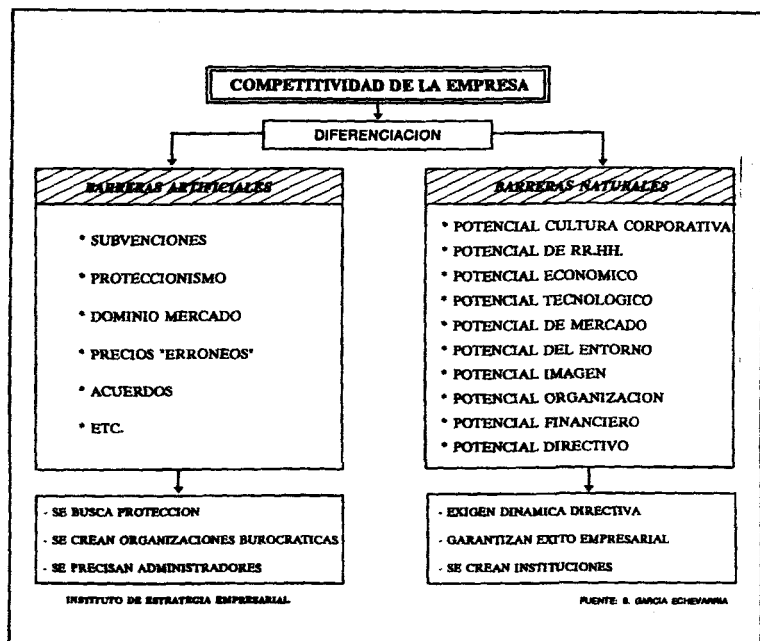 COMPETITIVIDAD DE LA EMPRESA
DIFERENCIACION
BARRERAS ARTIFICIALES
* SUBVENCIONES
* PROTECCIONISMO
* DOMINIO MERCADO
* PRECIOS "ERRONEOS"
* ACUERDOS
* ETC.
- SE BUSCA PROTECCION
- SE CREAN ORGANIZACIONES BUROCRATICAS
- SE PRECISAN ADMINISTRADORES
BARRERAS NATURALES
* POTENCIAL CULTURA CORPORATIVA
* POTENCIAL DE RR.HH.
* POTENCIAL ECONOMICO
* POTENCIAL TECNOLOGICO
* POTENCIAL DE MERCADO
* POTENCIAL DEL ENTORNO
* POTENCIAL IMAGEN
* POTENCIAL ORGANIZACION
* POTENCIAL FINANCIERO
* POTENCIAL DIRECTIVO
- EXIGEN DINAMICA DIRECTIVA
- GARANTIZAN EXITO EMPRESARIAL
- SE CREAN INSTITUCIONES
INSTITUTO DE ESTRATEGIA EMPRESARIAL
FUENTE: S. GARCIA ECHEVARRIA